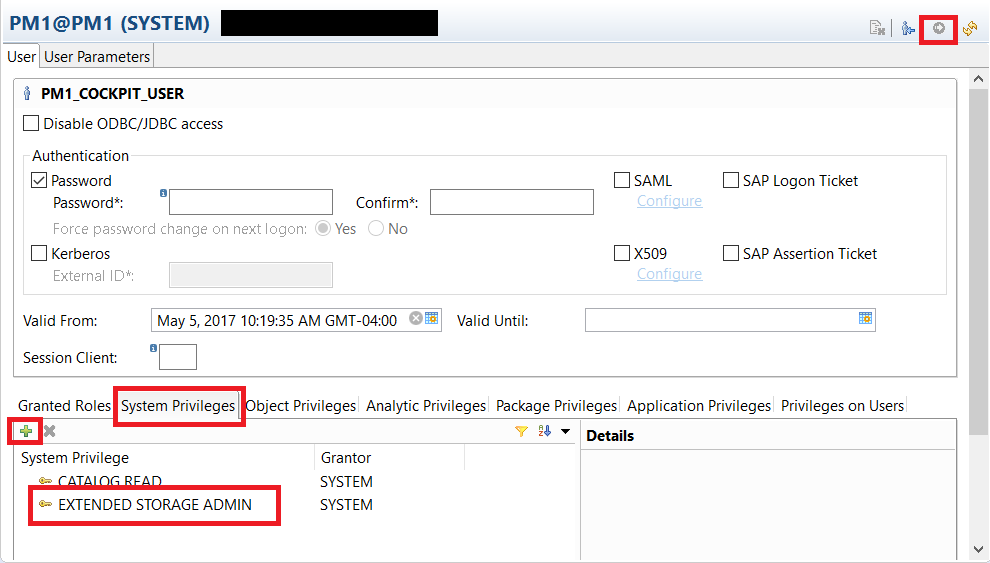 PM1@PM1 (SYSTEM)
User User Parameters
PM1_COCKPIT_USER
Disable ODBC/JDBC access
Authentication
Password SAML SAP Logon Ticket
Password*: Confirm*: Configure
Force password change on next logon: Yes No
Kerberos X509 SAP Assertion Ticket
External ID*: Configure
Valid From: May 5, 2017 10:19:35 AM GMT-04:00 Valid Until:
Session Client:
Granted Roles System Privileges Object Privileges Analytic Privileges Package Privileges Application Privileges Privileges on Users
Details
System Privilege Grantor
CATALOG READ SYSTEM
EXTENDED STORAGE ADMIN SYSTEM